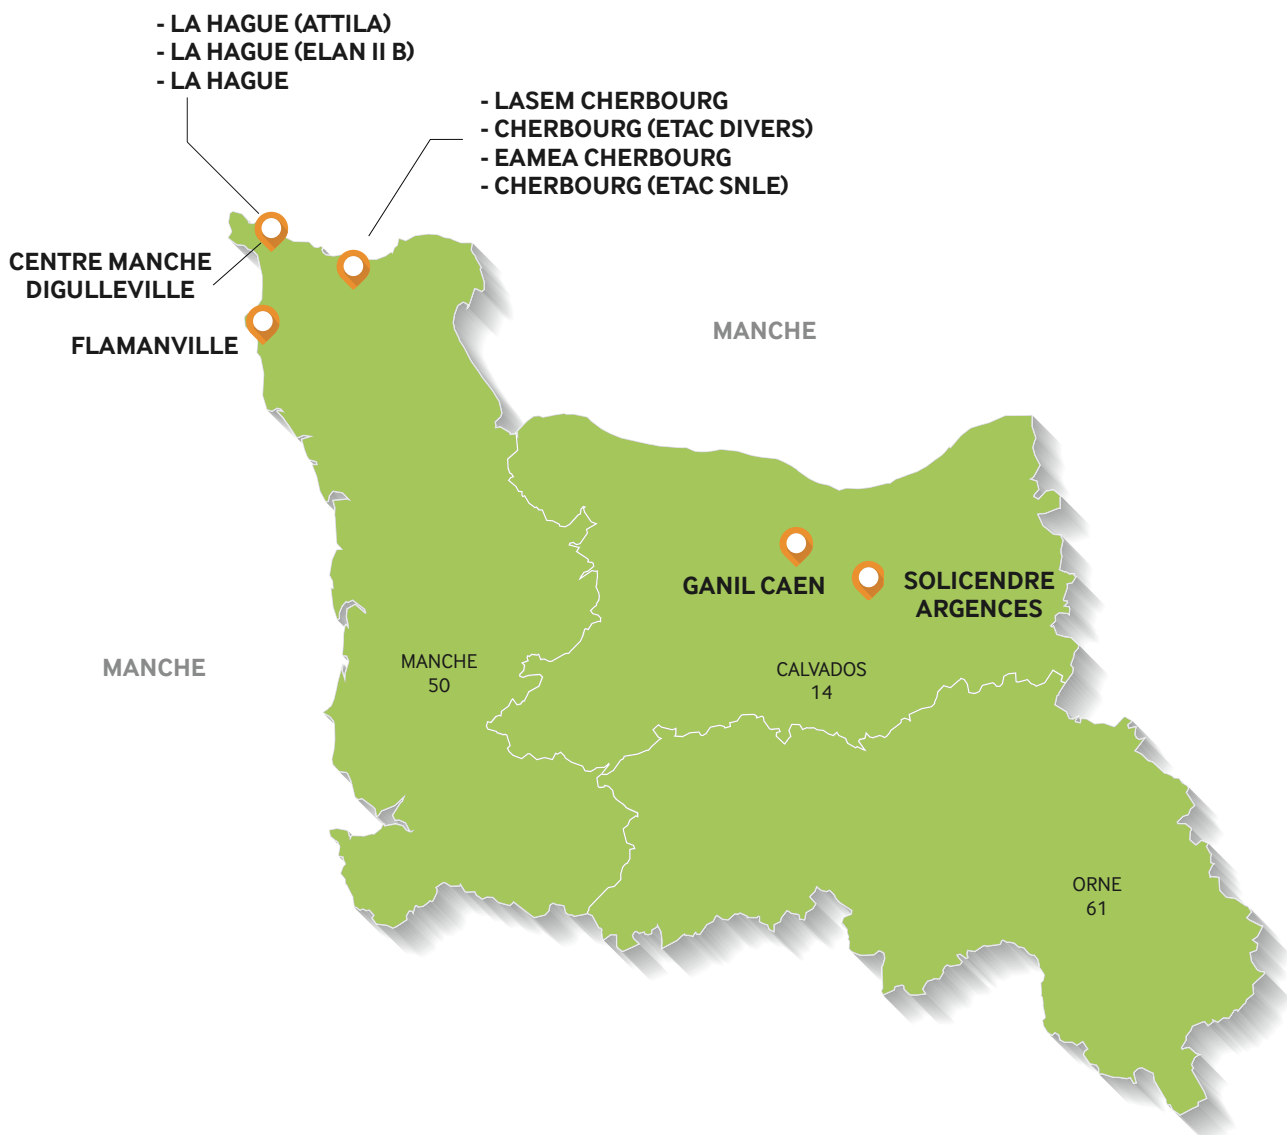 - LA HAGUE (ATTILA)
- LA HAGUE (ELAN II B)
- LA HAGUE
- LASEM CHERBOURG
- CHERBOURG (ETAC DIVERS)
- EAMEA CHERBOURG
- CHERBOURG (ETAC SNLE)
CENTRE MANCHE
DIGULLEVILLE
FLAMANVILLE
MANCHE
GANIL CAEN
SOLICENDRE
ARGENCES
MANCHE
MANCHE
50
CALVADOS
14
ORNE
61